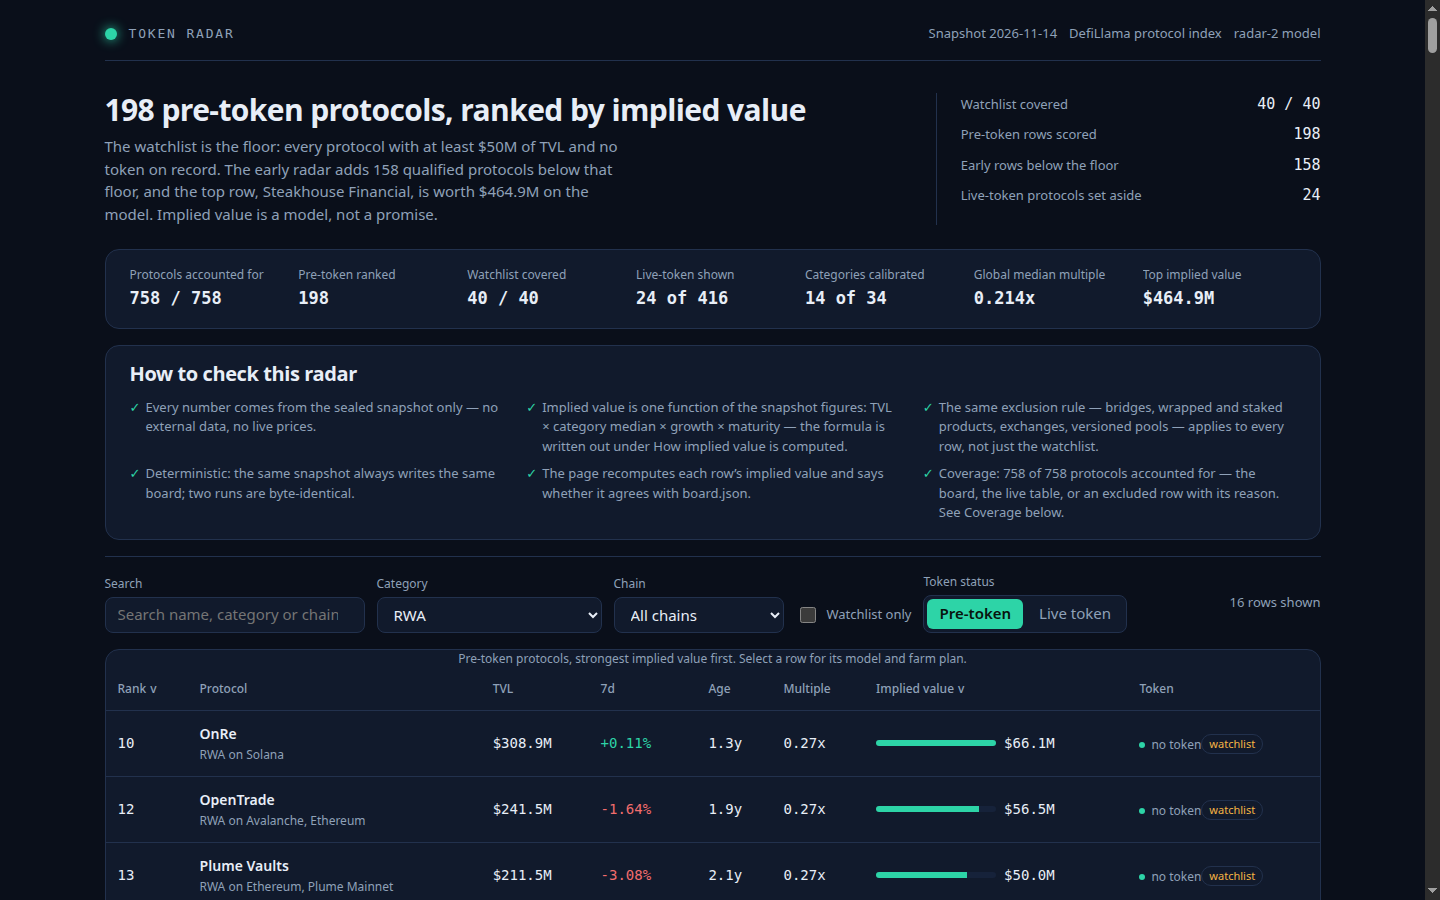 TOKEN RADAR
Snapshot 2026-11-14 DefiLlama protocol index radar-2 model
198 pre-token protocols, ranked by implied value
The watchlist is the floor: every protocol with at least $50M of TVL and no
token on record. The early radar adds 158 qualified protocols below that
floor, and the top row, Steakhouse Financial, is worth $464.9M on the
model. Implied value is a model, not a promise.
Watchlist covered 40 / 40
Pre-token rows scored 198
Early rows below the floor 158
Live-token protocols set aside 24
Protocols accounted for
758 / 758
Pre-token ranked
198
Watchlist covered
40 / 40
Live-token shown
24 of 416
Categories calibrated
14 of 34
Global median multiple
0.214x
Top implied value
$464.9M
How to check this radar
✓ Every number comes from the sealed snapshot only — no
external data, no live prices.
✓ Implied value is one function of the snapshot figures: TVL
× category median × growth × maturity — the formula is
written out under How implied value is computed.
✓ The same exclusion rule — bridges, wrapped and staked
products, exchanges, versioned pools — applies to every
row, not just the watchlist.
✓ Deterministic: the same snapshot always writes the same
board; two runs are byte-identical.
✓ The page recomputes each row's implied value and says
whether it agrees with board.json.
✓ Coverage: 758 of 758 protocols accounted for — the
board, the live table, or an excluded row with its reason.
See Coverage below.
Search
Search name, category or chain
Category
RWA
Chain
All chains
Watchlist only
Token status
Pre-token Live token
16 rows shown
Pre-token protocols, strongest implied value first. Select a row for its model and farm plan.
Rank v Protocol TVL 7d Age Multiple Implied value v Token
10 OnRe $308.9M +0.11% 1.3y 0.27x $66.1M no token watchlist
RWA on Solana
12 OpenTrade $241.5M -1.64% 1.9y 0.27x $56.5M no token watchlist
RWA on Avalanche, Ethereum
13 Plume Vaults $211.5M -3.08% 2.1y 0.27x $50.0M no token watchlist
RWA on Ethereum, Plume Mainnet